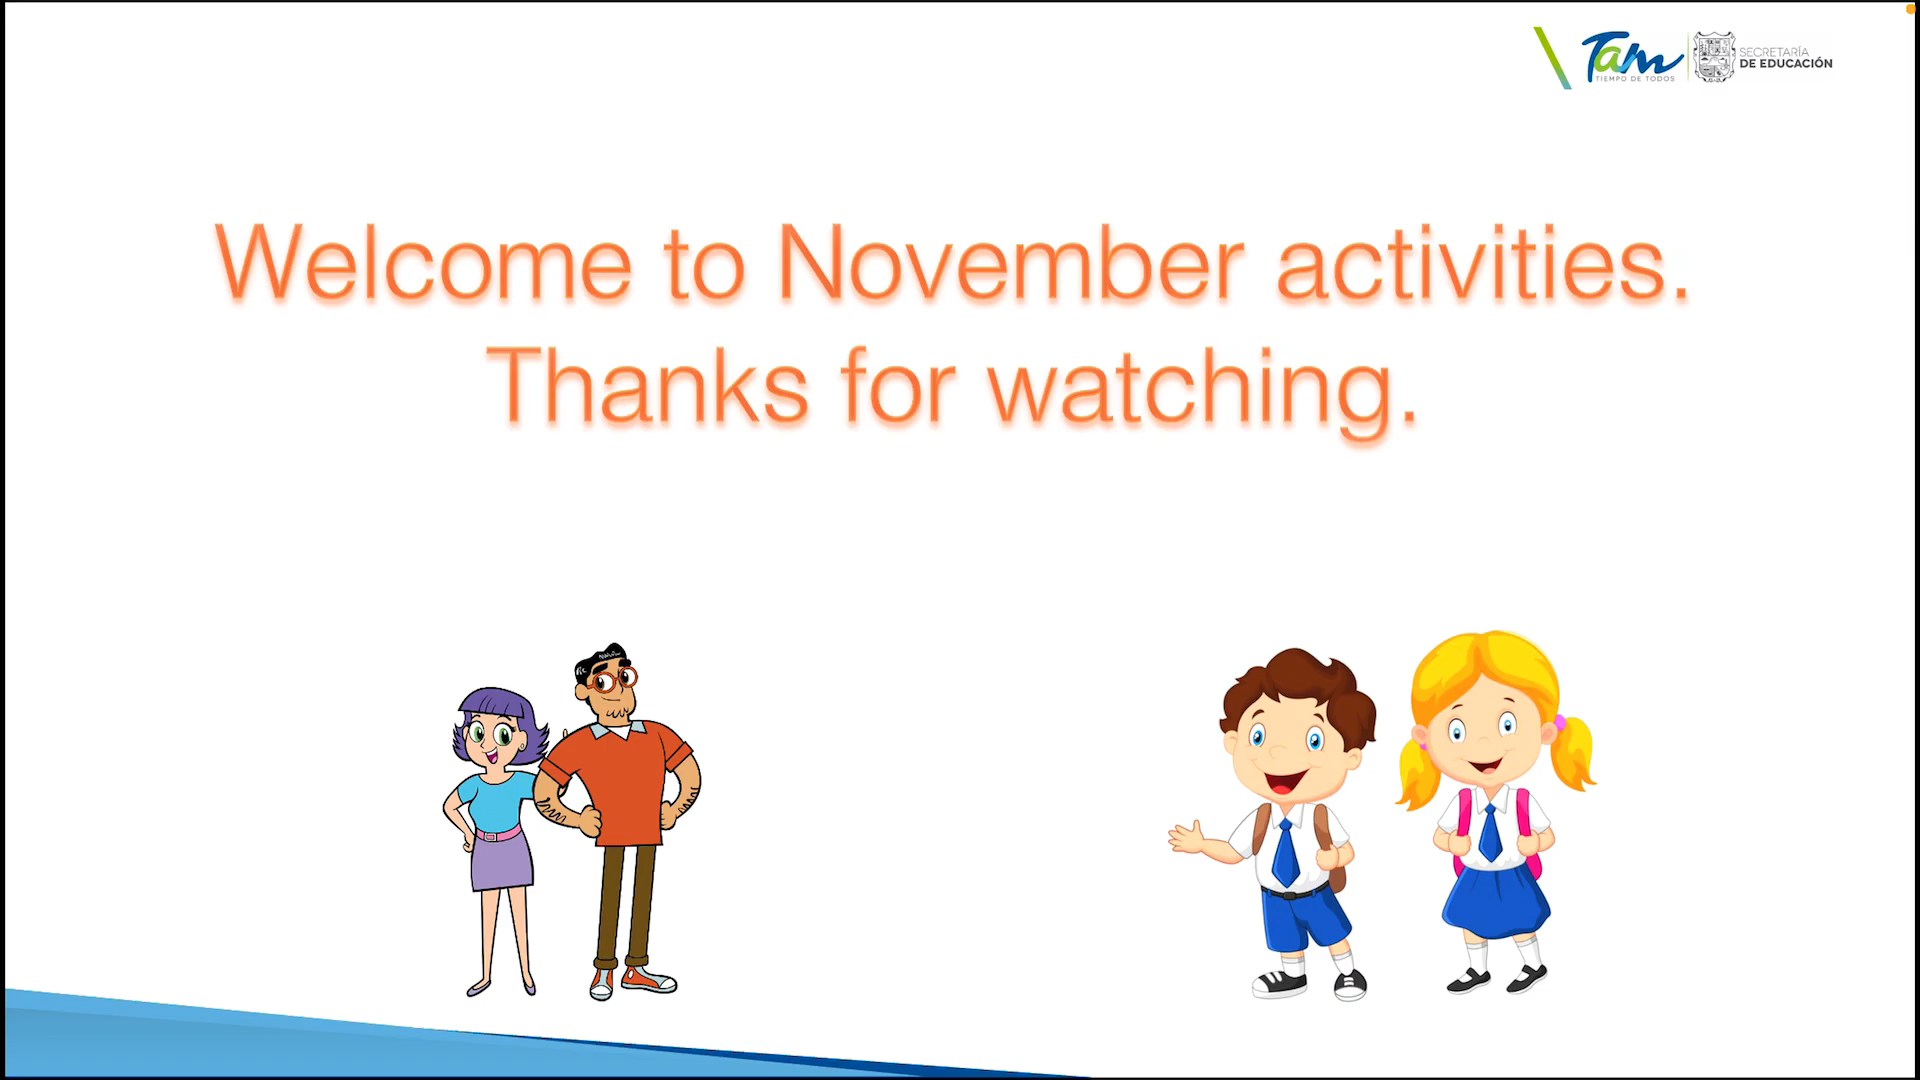 Tam
TIEMPO DE TODOS
SECRETARÍA
DE EDUCACIÓN
Welcome to November activities.
Thanks for watching.